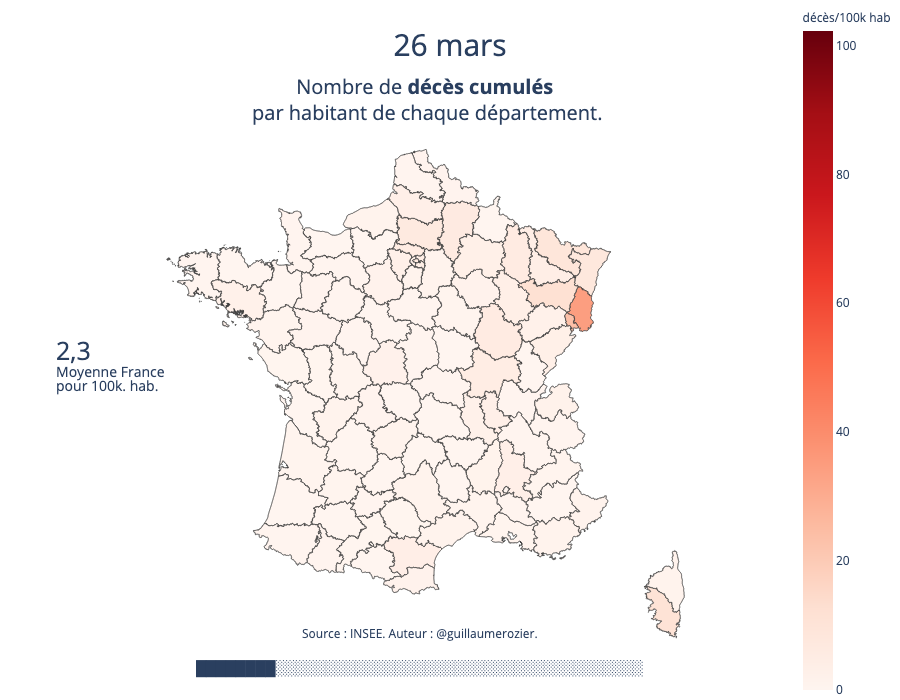 décès/100k hab
26 mars
Nombre de décès cumulés
par habitant de chaque département.
100
80
60
40
20
0
2,3
Moyenne France
pour 100k. hab.
Source : INSEE. Auteur : @guillaumerozier.